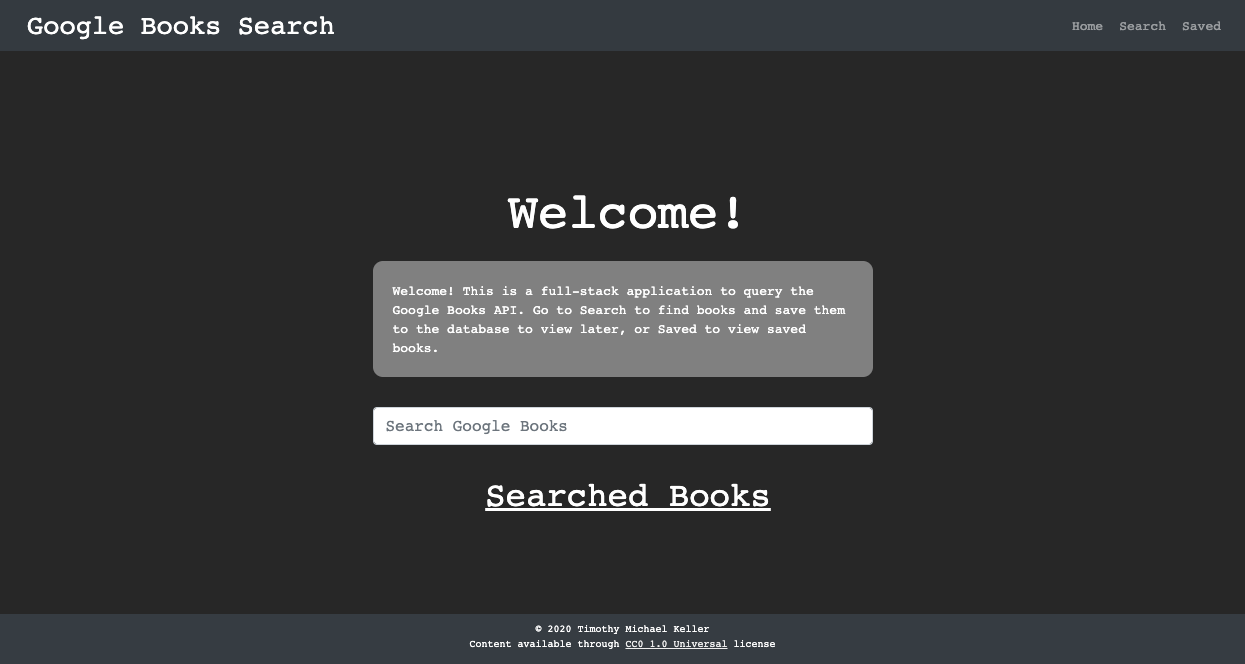 Google Books Search
Home Search Saved
Welcome!
Welcome! This is a full-stack application to query the
Google Books API. Go to Search to find books and save them
to the database to view later, or Saved to view saved
books.
Search Google Books
Searched Books
© 2020 Timothy Michael Keller
Content available through CC0 1.0 Universal license